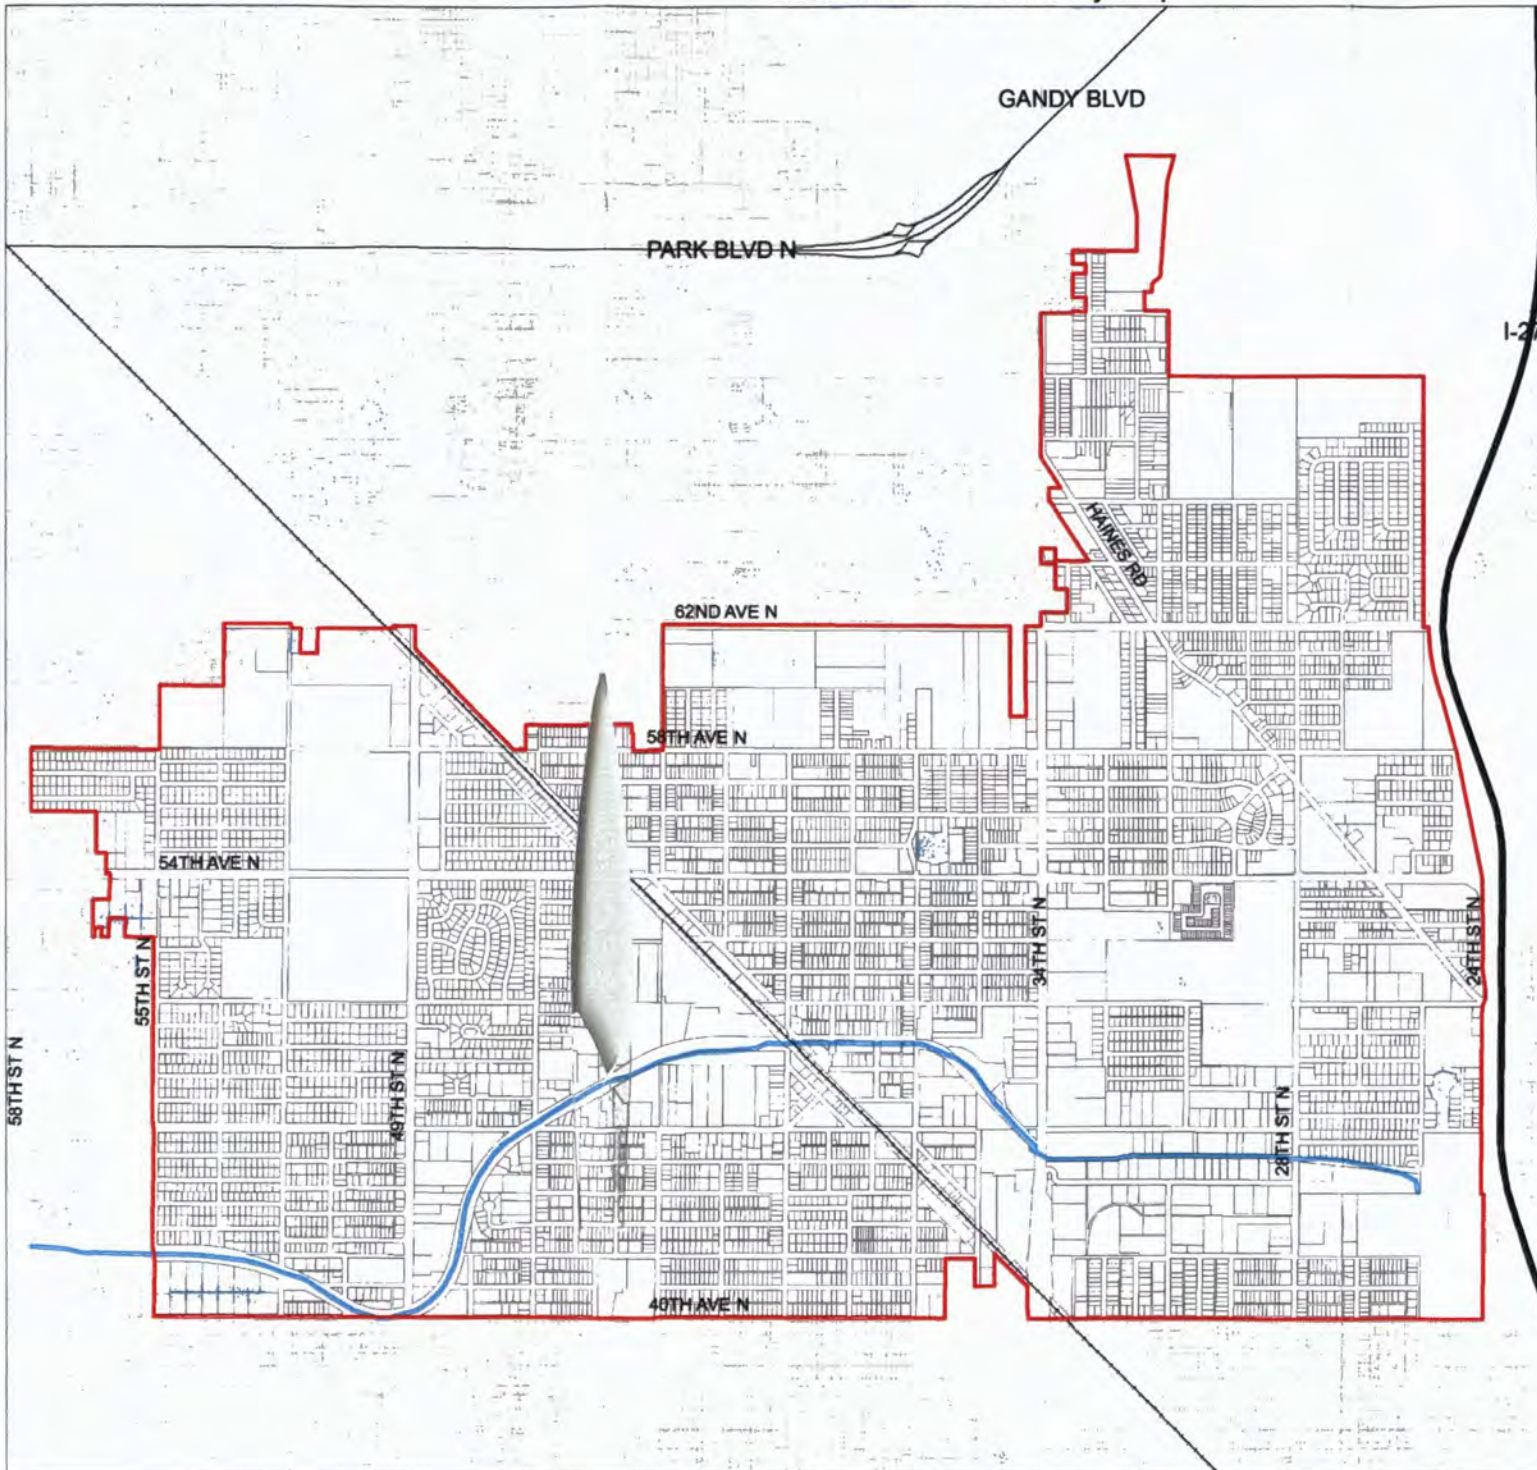 GANDY BLVD
PARK BLVD N
HAINES RD
62ND AVE N
58TH AVE N
54TH AVE N
34TH ST N
24TH ST N
55TH ST N
58TH ST N
49TH ST N
28TH ST N
40TH AVE N